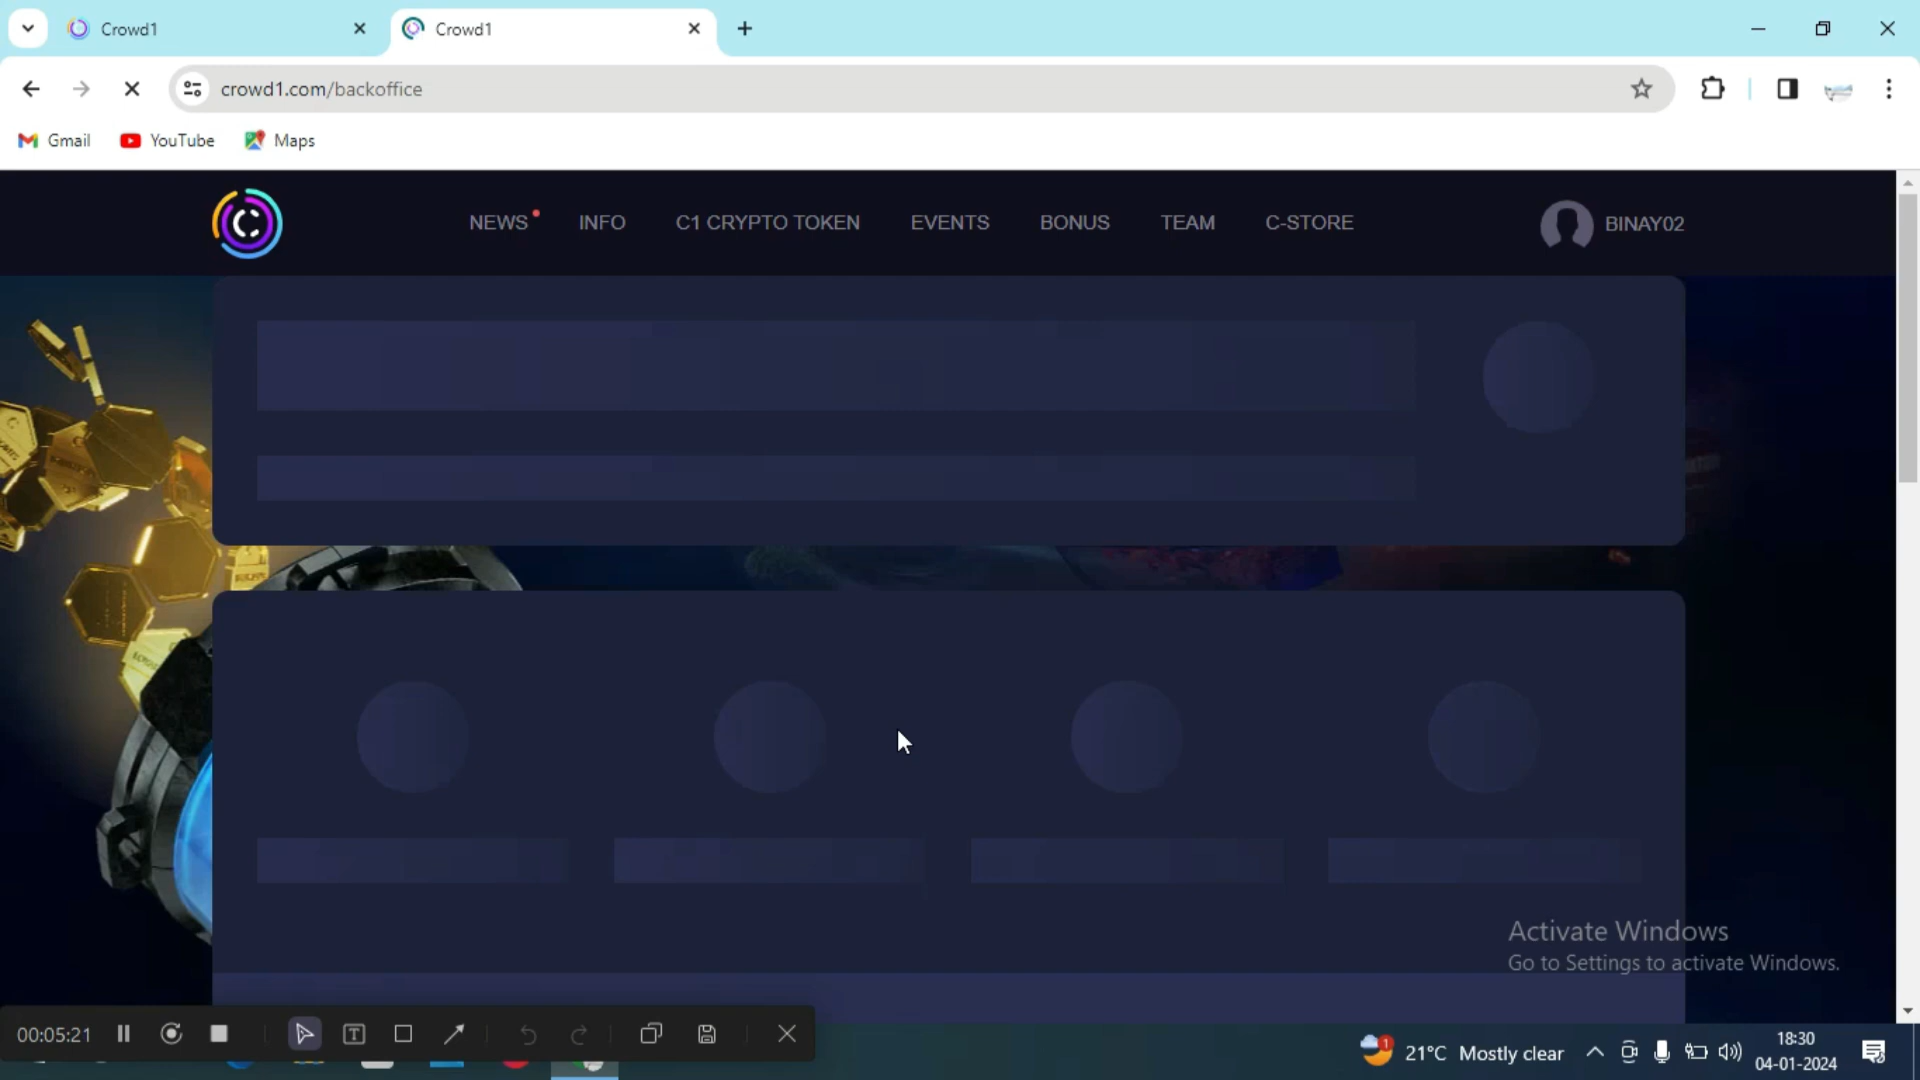 Crowd1
Crowd1
crowd1.com/backoffice
Gmail
YouTube
Maps
NEWS
INFO
C1 CRYPTO TOKEN
EVENTS
BONUS
TEAM
C-STORE
BINAY02
Activate Windows
Go to Settings to activate Windows.
00:05:21
1
21°C Mostly clear
18:30
04-01-2024